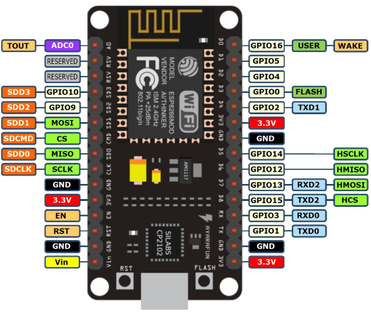 TOUT ADC0 A0 D0 GPIO16 USER WAKE
RESERVED RSV D1 GPIO5
RESERVED RSV D2 GPIO4
SDD3 GPIO10 SD3 D3 GPIO0 FLASH
SDD2 GPIO9 SD2 D4 GPIO2 TXD1
SDD1 MOSI SD1 3V3 3.3V
SDCMD CS CMD GND GND
SDD0 MISO SD0 D5 GPIO14 HSCLK
SDCLK SCLK CLK D6 GPIO12 HMISO
GND GND D7 GPIO13 RXD2 HMOSI
3.3V 3V3 D8 GPIO15 TXD2 HCS
EN EN RX GPIO3 RXD0
RST RST TX GPIO1 TXD0
GND GND GND GND
Vin Vin 3V3 3.3V
MODEL
VENDOR
ESP8266MOD
AI-THINKER
ISM 2.4GHz
PA +25dBm
802.11b/g/n
FCC
WiFi
AMS1117
SILABS
CP2102
RST
FLASH